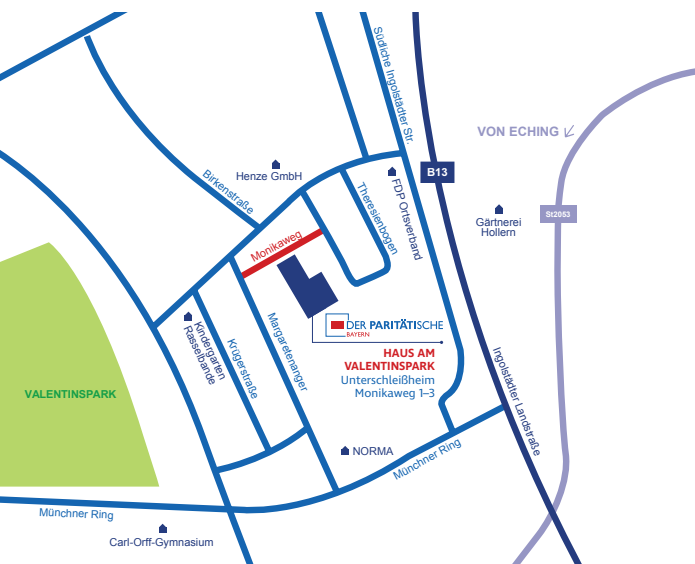 Südliche Ingolstädter Str.
VON ECHING
B13
Birkenstraße
Henze GmbH
Theresienbogen
FDP Ortsverband
St2053
Gärtnerei
Hollern
Monikaweg
Kindergarten
Rasselbande
Krügerstraße
Margaretenanger
DER PARITÄTISCHE
BAYERN
HAUS AM
VALENTINSPARK
Unterschleißheim
Monikaweg 1–3
Ingolstädter Landstraße
VALENTINSPARK
NORMA
Münchner Ring
Münchner Ring
Carl-Orff-Gymnasium